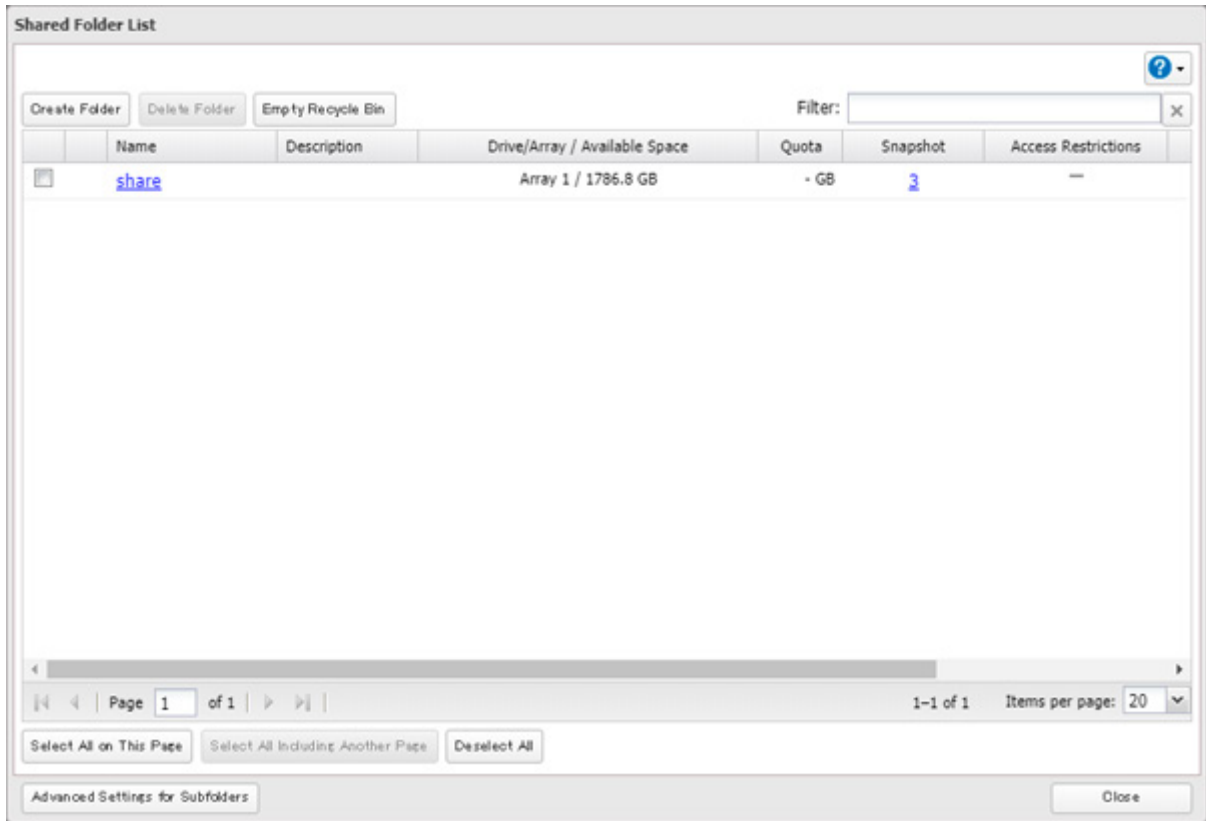 Shared Folder List
Create Folder Delete Folder Empty Recycle Bin Filter:
Name Description Drive/Array / Available Space Quota Snapshot Access Restrictions
share Array 1 / 1786.8 GB - GB 3 —
Page 1 of 1 1-1 of 1 Items per page: 20
Select All on This Page Select All Including Another Page Deselect All
Advanced Settings for Subfolders Close